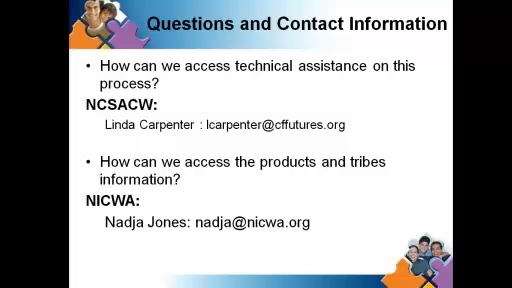 Questions and Contact Information
• How can we access technical assistance on this
process?
NCSACW:
Linda Carpenter : lcarpenter@cffutures.org
• How can we access the products and tribes
information?
NICWA:
Nadja Jones: nadja@nicwa.org